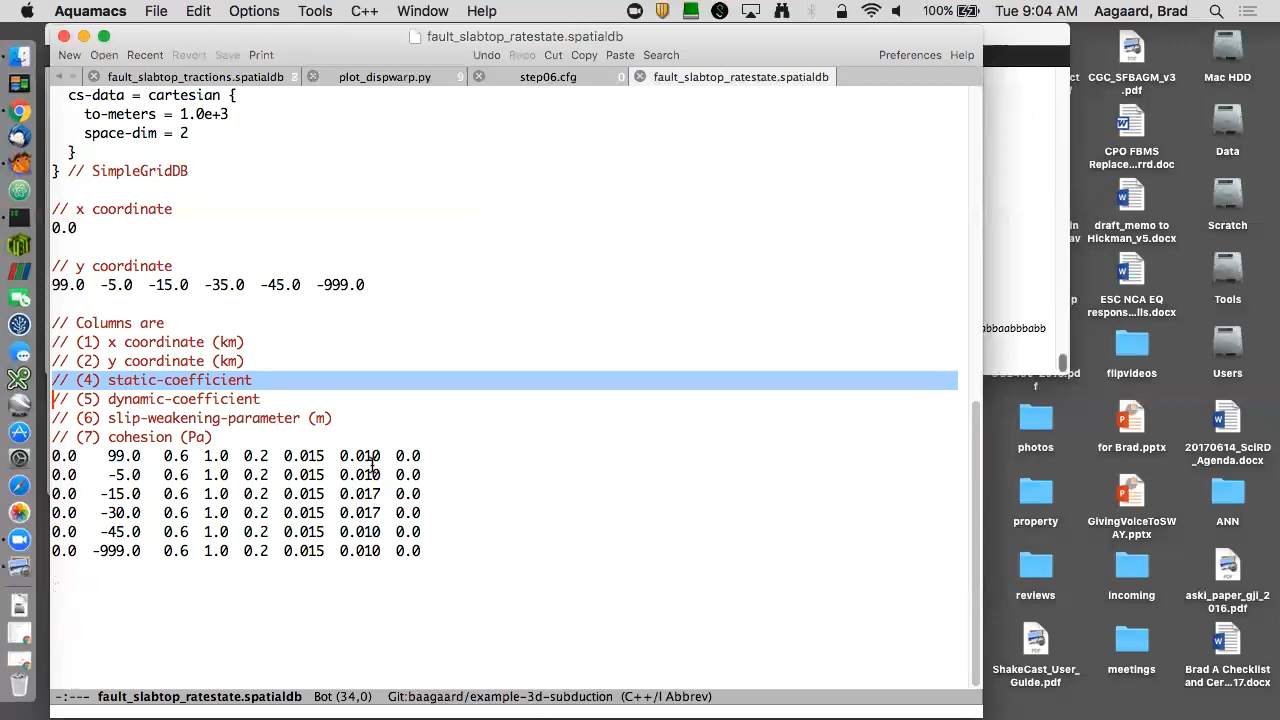 Aquamacs File Edit Options Tools C++ Window Help 100% Tue 9:04 AM Aagaard, Brad
fault_slabtop_ratestate.spatialdb
New Open Recent Revert Save Print Undo Redo Cut Copy Paste Search Preferences Help
fault_slabtop_tractions.spatialdb 2 plot_dispwarp.py 9 step06.cfg 0 fault_slabtop_ratestate.spatialdb
cs-data = cartesian {
to-meters = 1.0e+3
space-dim = 2
}
} // SimpleGridDB
// x coordinate
0.0
// y coordinate
99.0 -5.0 -15.0 -35.0 -45.0 -999.0
// Columns are
// (1) x coordinate (km)
// (2) y coordinate (km)
// (4) static-coefficient
// (5) dynamic-coefficient
// (6) slip-weakening-parameter (m)
// (7) cohesion (Pa)
0.0 99.0 0.6 1.0 0.2 0.015 0.010 0.0
0.0 -5.0 0.6 1.0 0.2 0.015 0.010 0.0
0.0 -15.0 0.6 1.0 0.2 0.015 0.017 0.0
0.0 -30.0 0.6 1.0 0.2 0.015 0.017 0.0
0.0 -45.0 0.6 1.0 0.2 0.015 0.010 0.0
0.0 -999.0 0.6 1.0 0.2 0.015 0.010 0.0
-:--- fault_slabtop_ratestate.spatialdb Bot (34,0) Git:baagaard/example-3d-subduction (C++/l Abbrev)
abbaabbbabb
CGC_SFBAGM_v3
.pdf
Mac HDD
CPO FBMS
Replace...rrd.doc
Data
draft_memo to
Hickman_v5.docx
Scratch
ESC NCA EQ
respons...lls.docx
Tools
f
flipvideos
Users
photos
for Brad.pptx
20170614_SciRD
_Agenda.docx
property
GivingVoiceToSW
AY.pptx
ANN
reviews
incoming
aski_paper_gji_2
016.pdf
ShakeCast_User_
Guide.pdf
meetings
Brad A Checklist
and Cer...17.docx